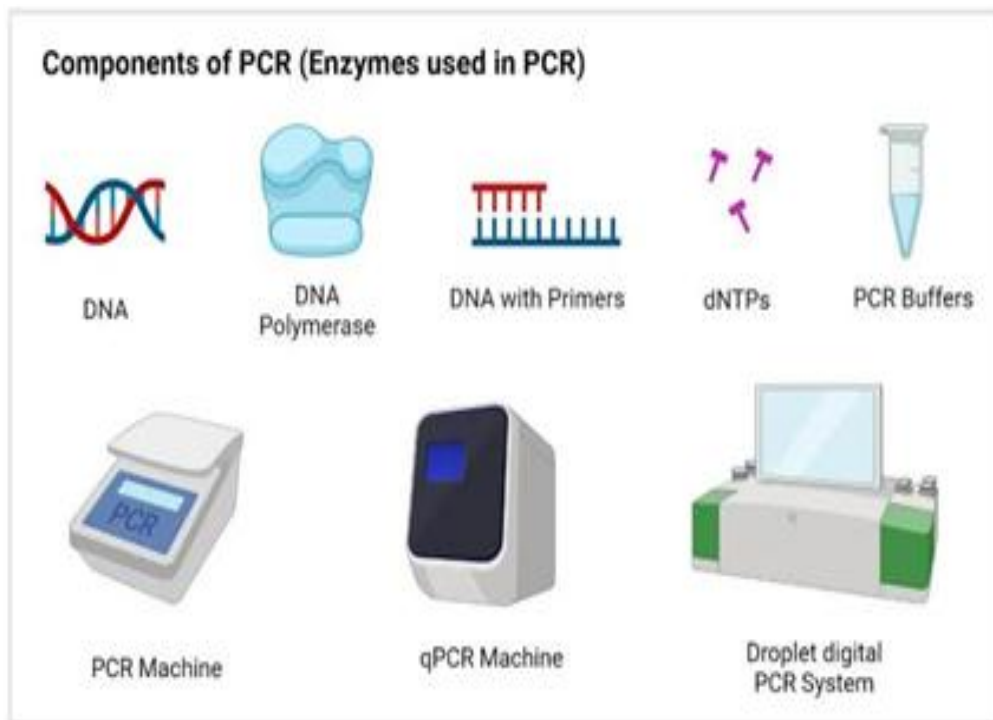 Components of PCR (Enzymes used in PCR)
DNA
DNA
Polymerase
DNA with Primers
dNTPs
PCR Buffers
PCR
PCR Machine
qPCR Machine
Droplet digital
PCR System